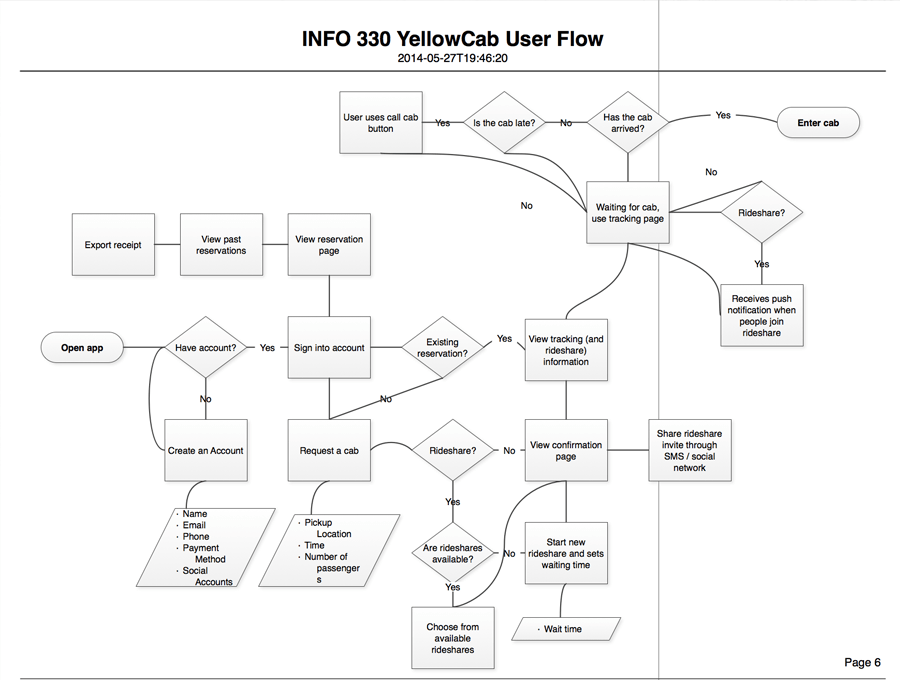 INFO 330 YellowCab User Flow
2014-05-27T19:46:20
User uses call cab
button
Yes
Is the cab late?
No
Has the cab
arrived?
Yes
Enter cab
No
Waiting for cab,
use tracking page
No
Rideshare?
Yes
Receives push
notification when
people join
rideshare
Export receipt
View past
reservations
View reservation
page
Open app
Have account?
Yes
Sign into account
Existing
reservation?
Yes
View tracking (and
rideshare)
information
No
No
Create an Account
Request a cab
Rideshare?
No
View confirmation
page
Share rideshare
invite through
SMS / social
network
Yes
· Name
· Email
· Phone
· Payment
Method
· Social
Accounts
· Pickup
Location
· Time
· Number of
passenger
s
Are rideshares
available?
No
Start new
rideshare and sets
waiting time
Yes
Choose from
available
rideshares
· Wait time
Page 6